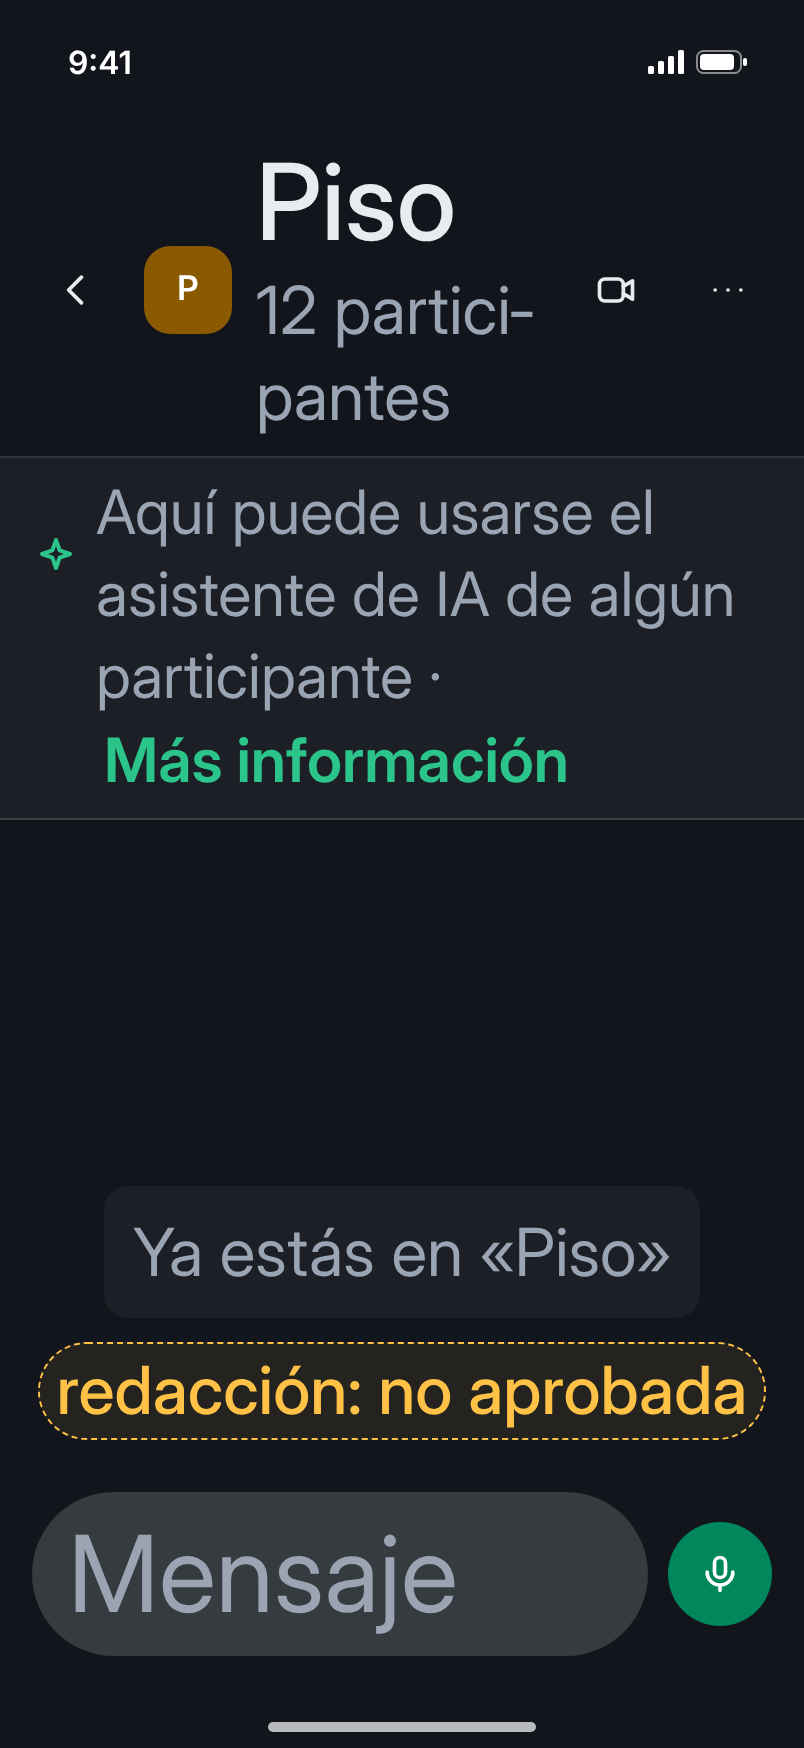 9:41
Piso
P
12 partici-
pantes
Aquí puede usarse el
asistente de IA de algún
participante ·
Más información
Ya estás en «Piso»
redacción: no aprobada
Mensaje